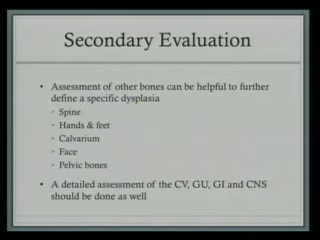 Secondary Evaluation
• Assessment of other bones can be helpful to further
define a specific dysplasia
• Spine
• Hands & feet
• Calvarium
• Face
• Pelvic bones
• A detailed assessment of the CV, GU, GI and CNS
should be done as well